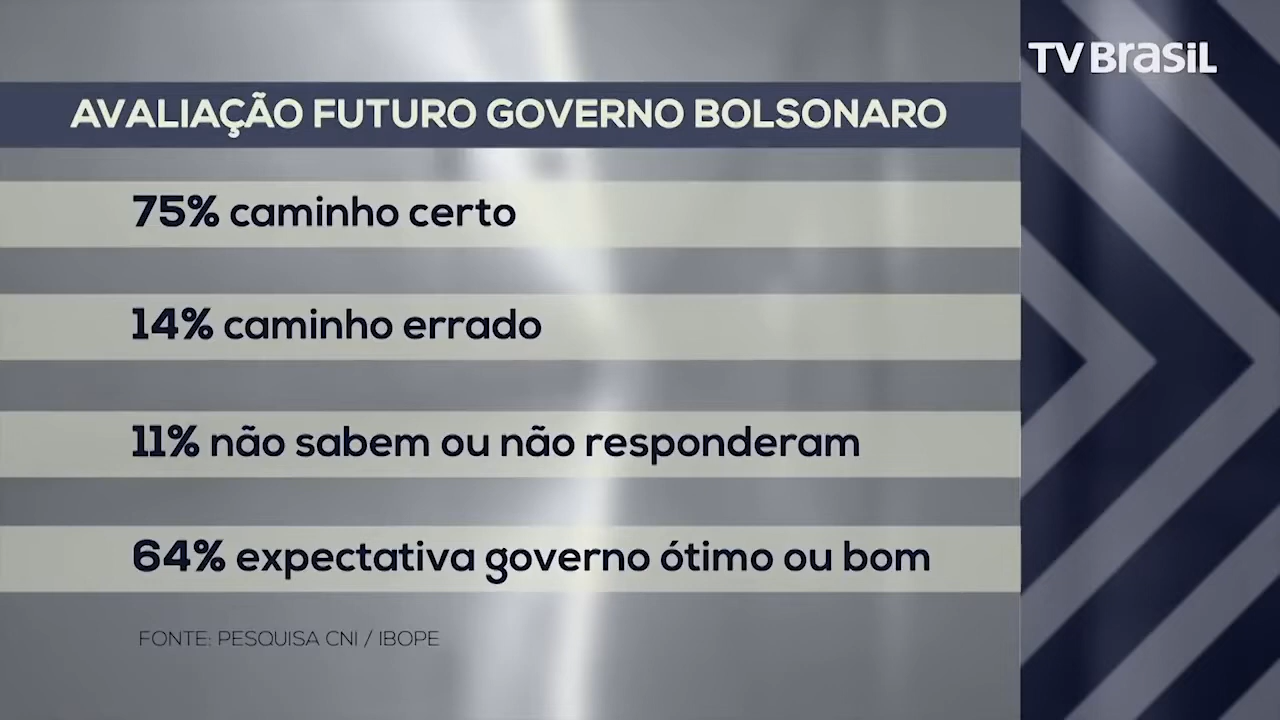 TV BRASIL
AVALIAÇÃO FUTURO GOVERNO BOLSONARO
75% caminho certo
14% caminho errado
11% não sabem ou não responderam
64% expectativa governo ótimo ou bom
FONTE: PESQUISA CNI / IBOPE